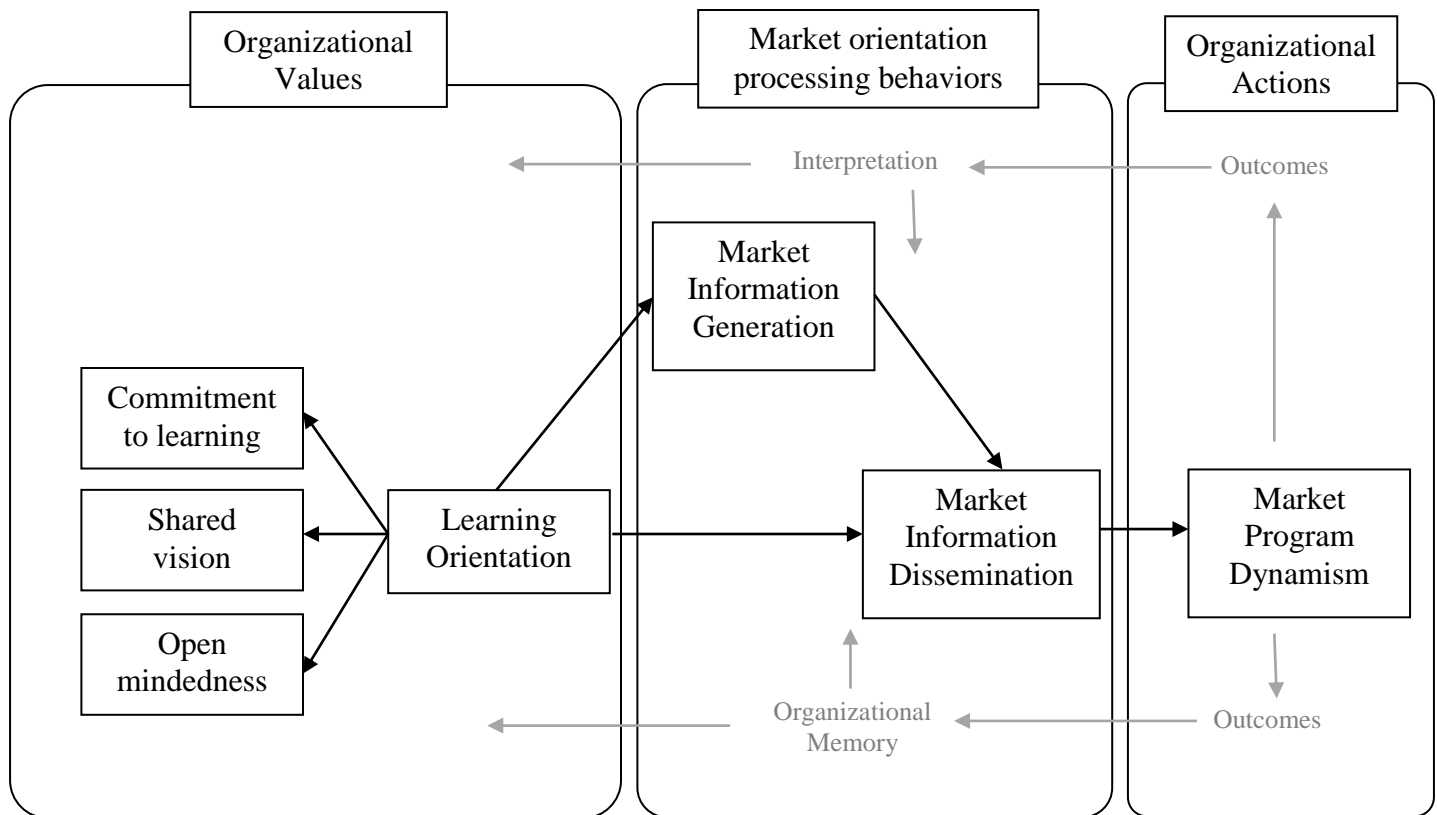 Organizational
Values
Market orientation
processing behaviors
Organizational
Actions
Interpretation
Outcomes
Market
Information
Generation
Commitment
to learning
Shared
vision
Open
mindedness
Learning
Orientation
Market
Information
Dissemination
Market
Program
Dynamism
Organizational
Memory
Outcomes